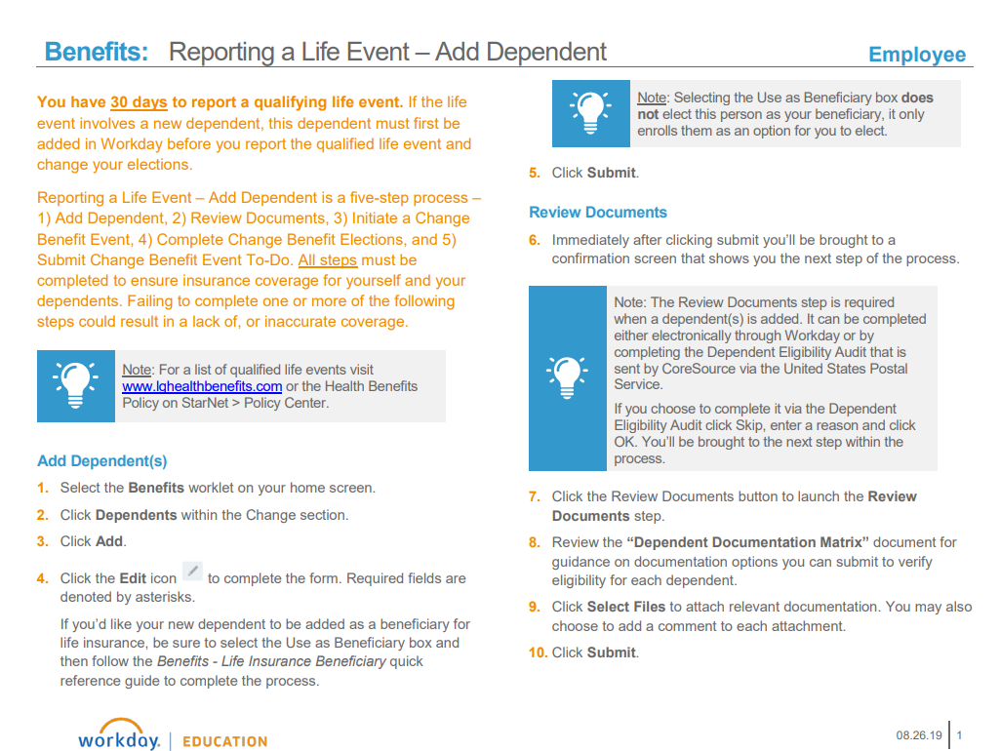 Benefits: Reporting a Life Event – Add Dependent
Employee
You have 30 days to report a qualifying life event. If the life
event involves a new dependent, this dependent must first be
added in Workday before you report the qualified life event and
change your elections.
Reporting a Life Event – Add Dependent is a five-step process –
1) Add Dependent, 2) Review Documents, 3) Initiate a Change
Benefit Event, 4) Complete Change Benefit Elections, and 5)
Submit Change Benefit Event To-Do. All steps must be
completed to ensure insurance coverage for yourself and your
dependents. Failing to complete one or more of the following
steps could result in a lack of, or inaccurate coverage.
Note: For a list of qualified life events visit
www.lghealthbenefits.com or the Health Benefits
Policy on StarNet > Policy Center.
Add Dependent(s)
1. Select the Benefits worklet on your home screen.
2. Click Dependents within the Change section.
3. Click Add.
4. Click the Edit icon to complete the form. Required fields are
denoted by asterisks.
If you’d like your new dependent to be added as a beneficiary for
life insurance, be sure to select the Use as Beneficiary box and
then follow the Benefits - Life Insurance Beneficiary quick
reference guide to complete the process.
Note: Selecting the Use as Beneficiary box does
not elect this person as your beneficiary, it only
enrolls them as an option for you to elect.
5. Click Submit.
Review Documents
6. Immediately after clicking submit you’ll be brought to a
confirmation screen that shows you the next step of the process.
Note: The Review Documents step is required
when a dependent(s) is added. It can be completed
either electronically through Workday or by
completing the Dependent Eligibility Audit that is
sent by CoreSource via the United States Postal
Service.
If you choose to complete it via the Dependent
Eligibility Audit click Skip, enter a reason and click
OK. You’ll be brought to the next step within the
process.
7. Click the Review Documents button to launch the Review
Documents step.
8. Review the “Dependent Documentation Matrix” document for
guidance on documentation options you can submit to verify
eligibility for each dependent.
9. Click Select Files to attach relevant documentation. You may also
choose to add a comment to each attachment.
10. Click Submit.
workday. | EDUCATION
08.26.19 | 1